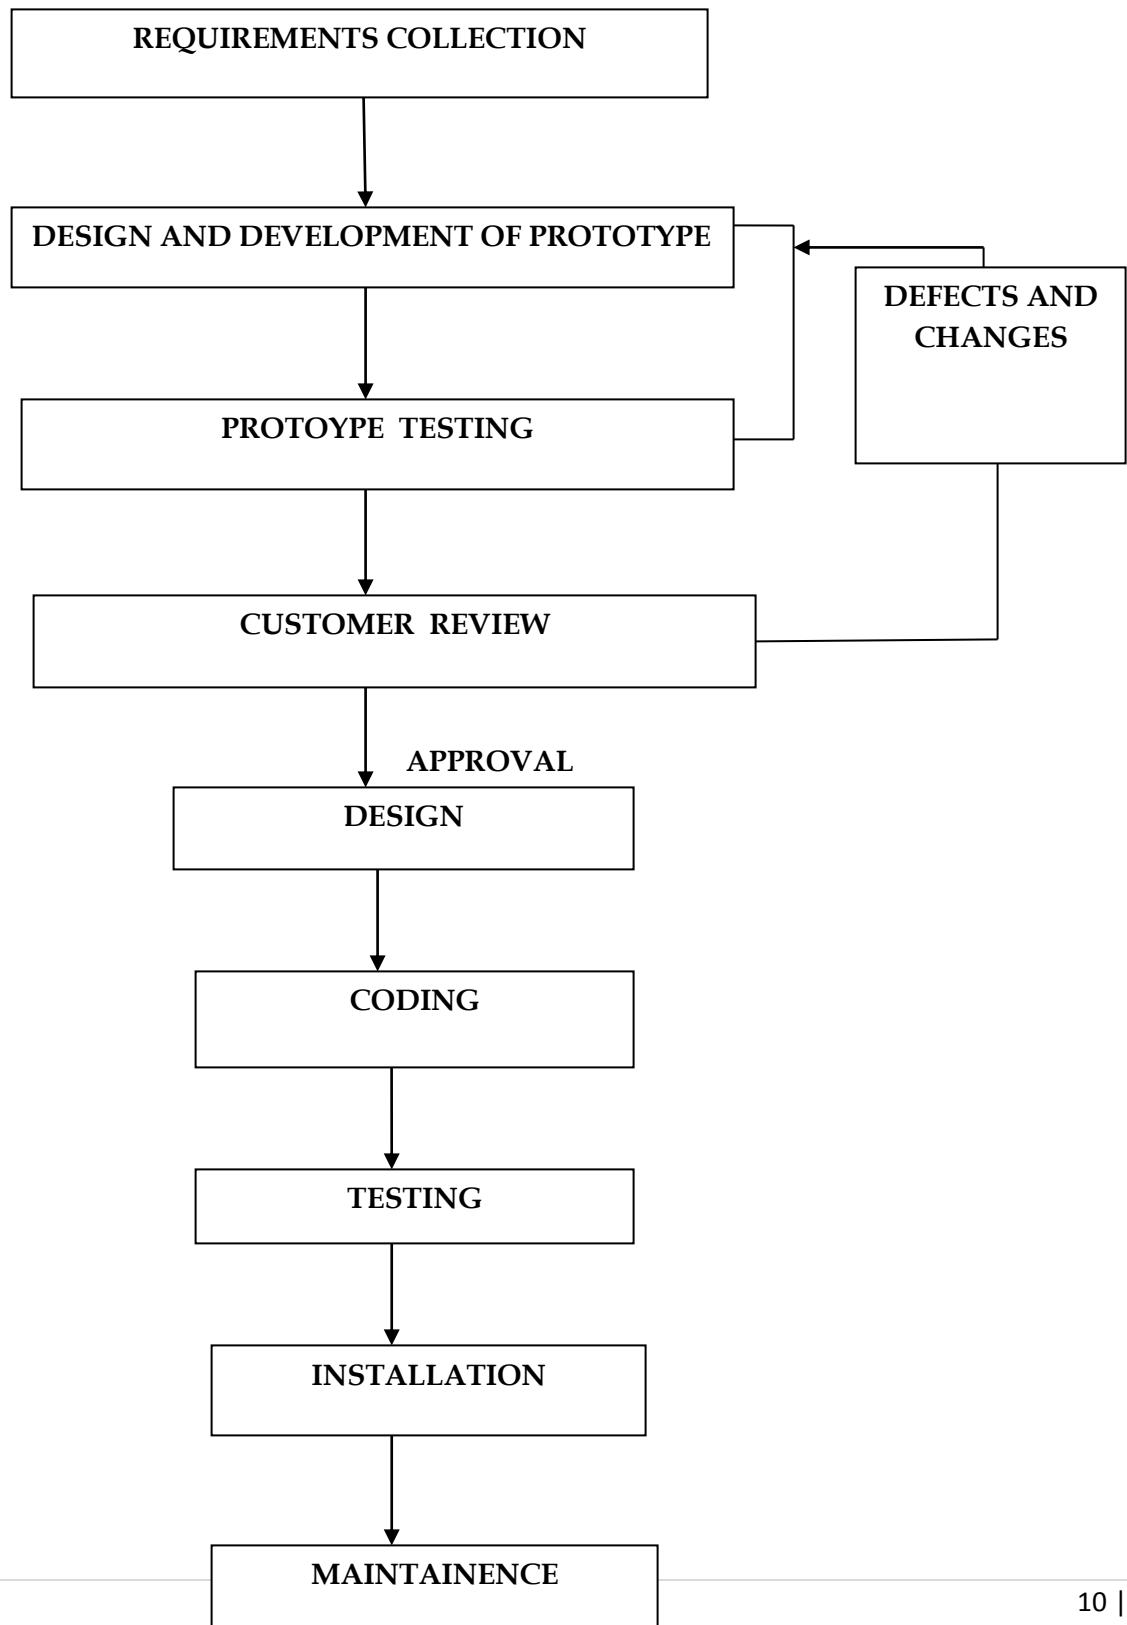 REQUIREMENTS COLLECTION
DESIGN AND DEVELOPMENT OF PROTOTYPE
DEFECTS AND
CHANGES
PROTOYPE TESTING
CUSTOMER REVIEW
APPROVAL
DESIGN
CODING
TESTING
INSTALLATION
MAINTAINENCE
10 |